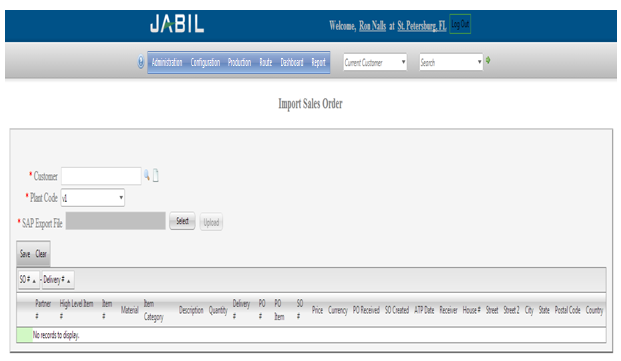 JABIL
Welcome, Ron Nalls at St. Petersburg, FL Log Out
Administration Configuration Production Route Dashboard Report Current Customer Search
Import Sales Order
* Customer
* Plant Code v1
* SAP Export File Select Upload
Save Clear
SO # - Delivery #
Partner # High Level Item # Item # Material Item Category Description Quantity Delivery # PO # PO Item SO # Price Currency PO Received SO Created ATP Date Receiver House # Street Street 2 City State Postal Code Country
No records to display.